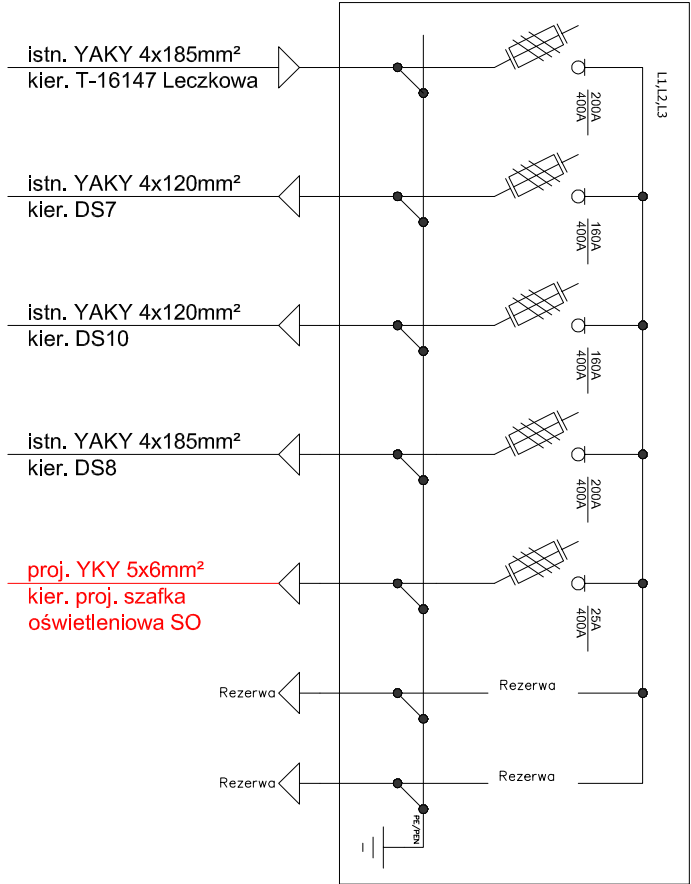 istn. YAKY 4x185mm²
kier. T-16147 Leczkowa
200A
400A
L1,L2,L3
istn. YAKY 4x120mm²
kier. DS7
160A
400A
istn. YAKY 4x120mm²
kier. DS10
160A
400A
istn. YAKY 4x185mm²
kier. DS8
200A
400A
proj. YKY 5x6mm²
kier. proj. szafka
oświetleniowa SO
25A
400A
Rezerwa
Rezerwa
Rezerwa
Rezerwa
PE/PEN